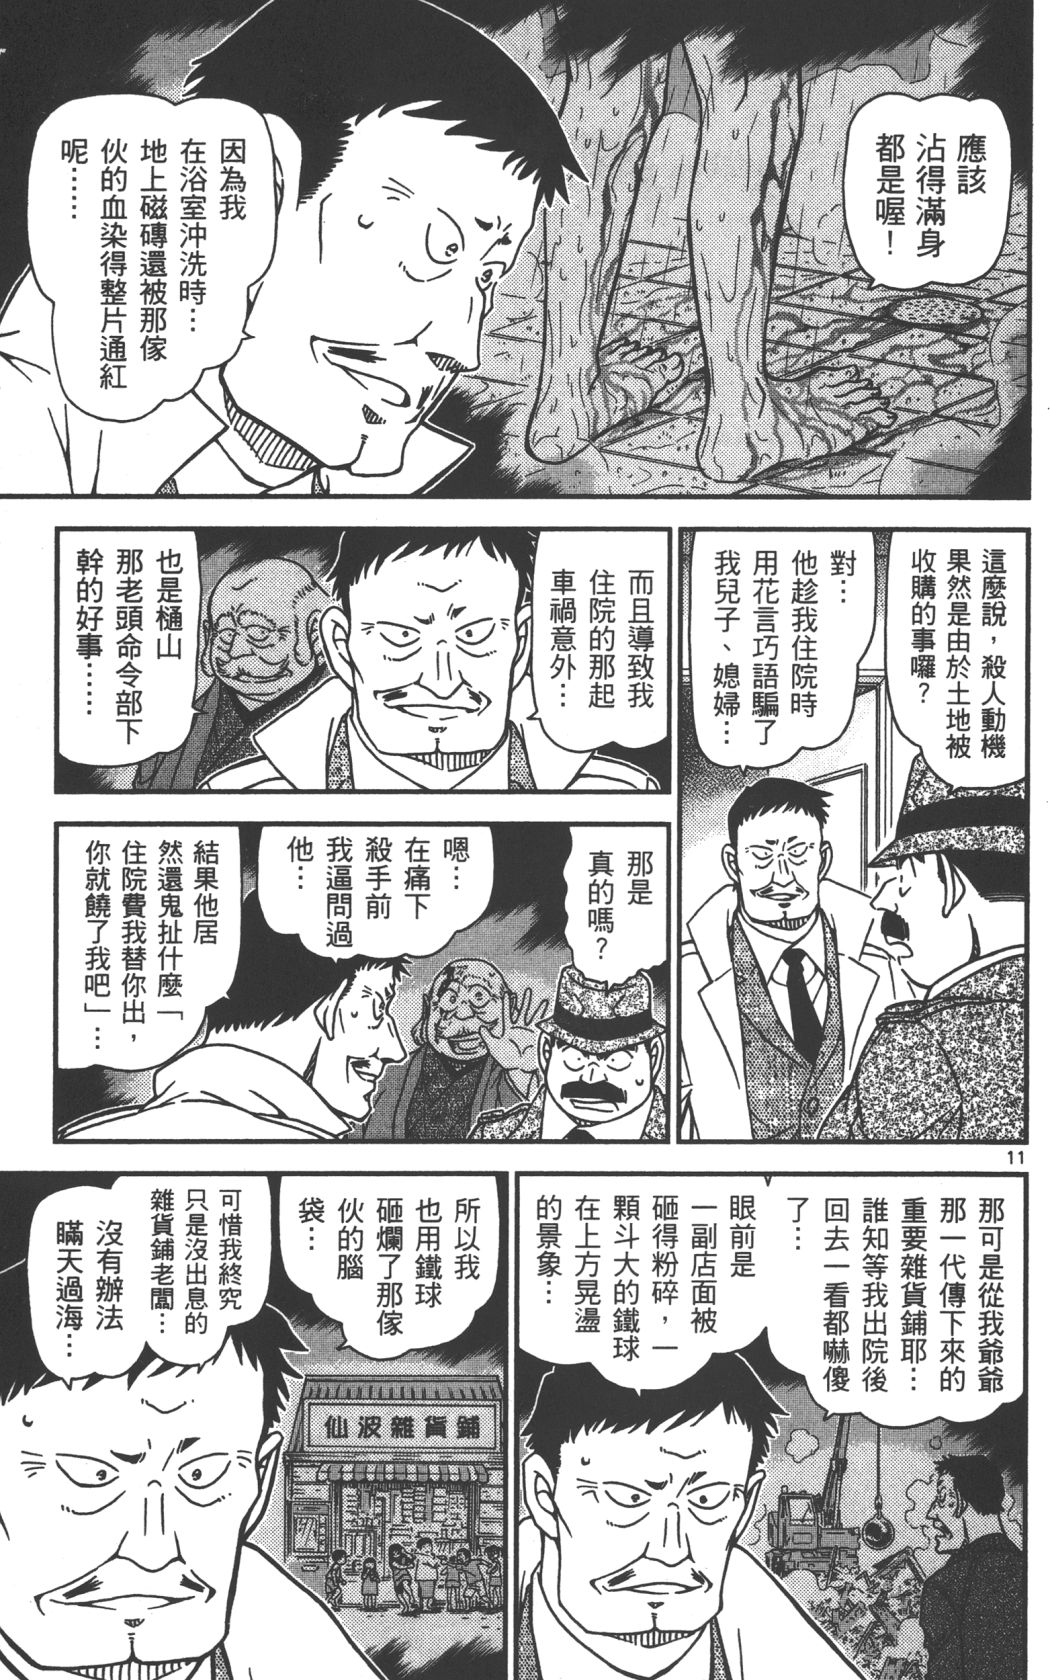 應該
沾得滿身
都是喔！
因為我
在浴室沖洗時…
地上磁磚還被那傢
伙的血染得整片通紅
呢……
這麼說，殺人動機
果然是由於土地被
收購的事囉？
對…
他趁我住院時
用花言巧語騙了
我兒子、媳婦…
而且導致我
住院的那起
車禍意外…
也是樋山
那老頭命令部下
幹的好事……
那是
真的嗎？
嗯…
在痛下
殺手前
我逼問過
他…
結果他居
然還鬼扯什麼「
住院費我替你出，
你就饒了我吧」…
11
那可是從我爺爺
那一代傳下來的
重要雜貨鋪耶…
誰知等我出院後
回去一看都嚇傻
了…
眼前是
一副店面被
砸得粉碎，一
顆斗大的鐵球
在上方晃盪
的景象…
所以我
也用鐵球
砸爛了那傢
伙的腦
袋…
仙波雜貨鋪
可惜我終究
只是沒出息的
雜貨鋪老闆…
沒有辦法
瞞天過海…